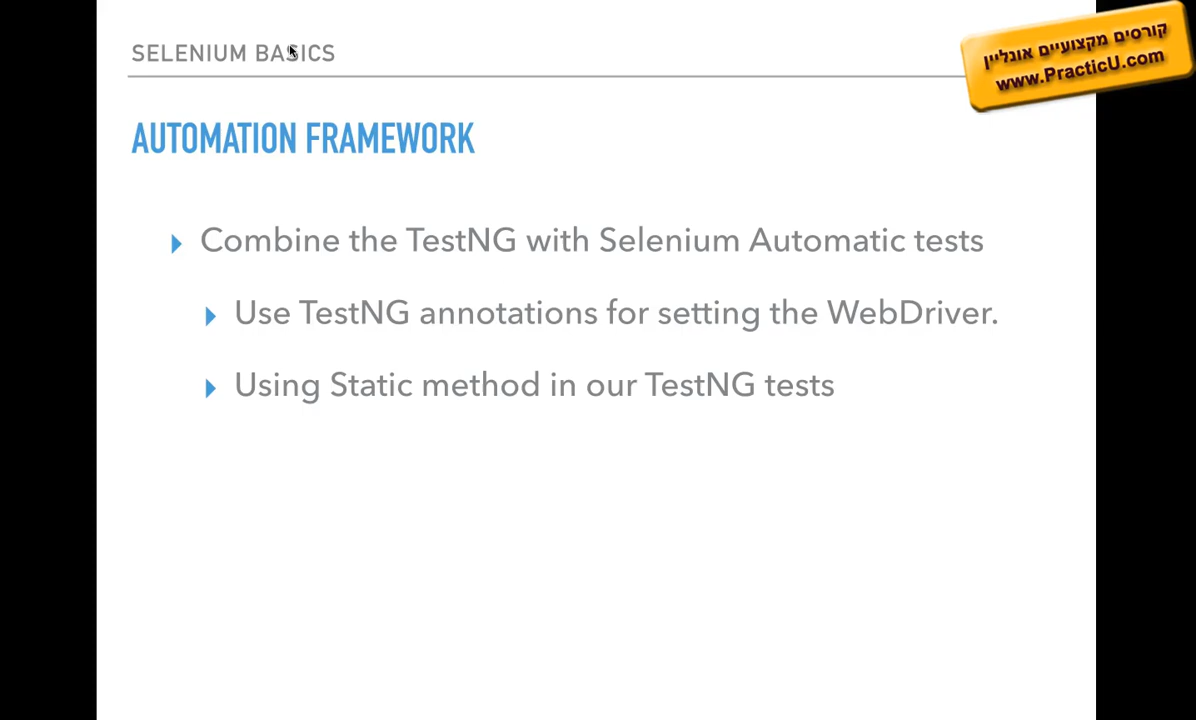 SELENIUM BASICS
קורסים מקצועיים אונליין
www.PracticU.com
AUTOMATION FRAMEWORK
Combine the TestNG with Selenium Automatic tests
Use TestNG annotations for setting the WebDriver.
Using Static method in our TestNG tests